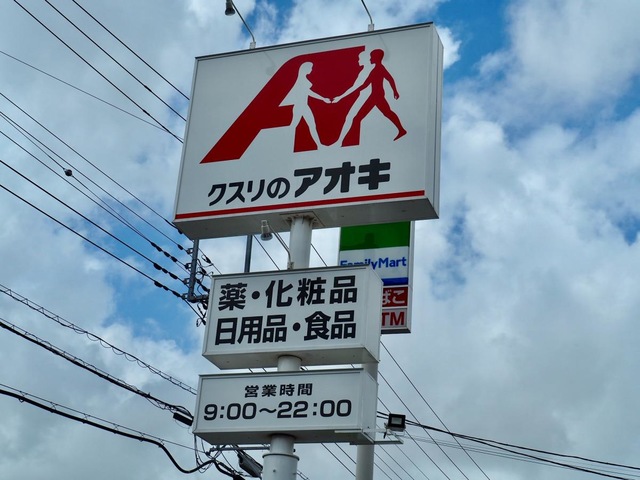 クスリのアオキ
FamilyMart
薬・化粧品
日用品・食品
営業時間
9:00～22:00